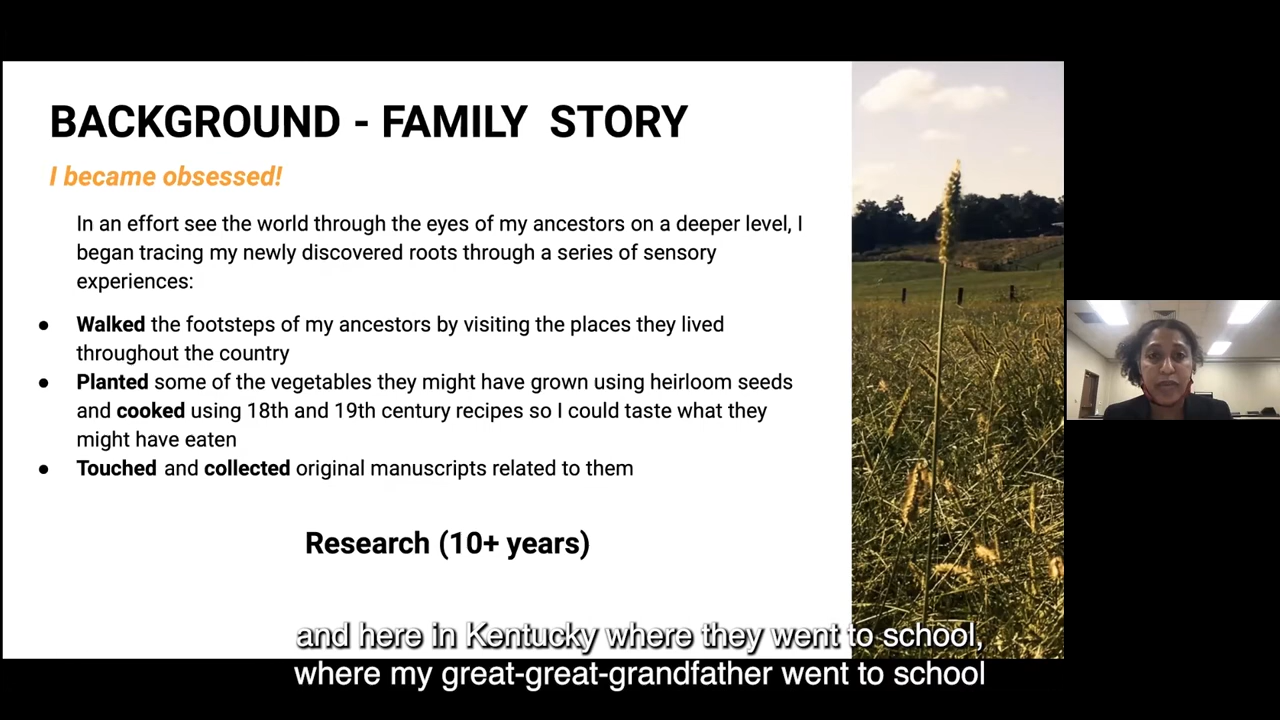 BACKGROUND - FAMILY STORY
I became obsessed!
In an effort see the world through the eyes of my ancestors on a deeper level, I
began tracing my newly discovered roots through a series of sensory
experiences:
● Walked the footsteps of my ancestors by visiting the places they lived
throughout the country
● Planted some of the vegetables they might have grown using heirloom seeds
and cooked using 18th and 19th century recipes so I could taste what they
might have eaten
● Touched and collected original manuscripts related to them
Research (10+ years)
and here in Kentucky where they went to school,
where my great-great-grandfather went to school